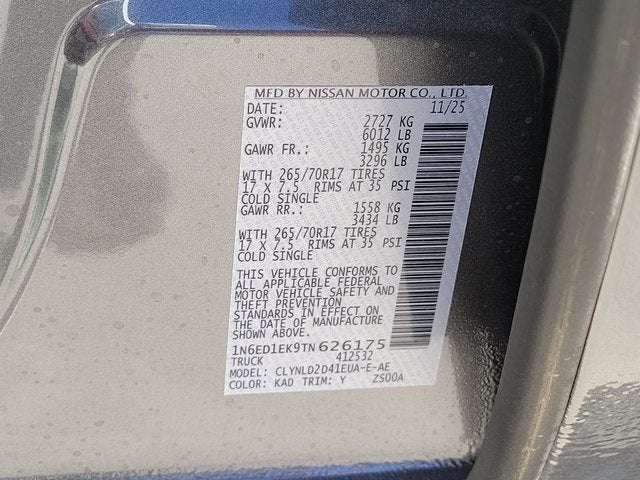 MFD BY NISSAN MOTOR CO., LTD.
DATE: 11/25
GVWR: 2727 KG
6012 LB
GAWR FR.: 1495 KG
3296 LB
WITH 265/70R17 TIRES
17 X 7.5 RIMS AT 35 PSI
COLD SINGLE
GAWR RR.: 1558 KG
3434 LB
WITH 265/70R17 TIRES
17 X 7.5 RIMS AT 35 PSI
COLD SINGLE
THIS VEHICLE CONFORMS TO
ALL APPLICABLE FEDERAL
MOTOR VEHICLE SAFETY AND
THEFT PREVENTION
STANDARDS IN EFFECT ON
THE DATE OF MANUFACTURE
SHOWN ABOVE.
1N6ED1EK9TN626175
TRUCK 412532
MODEL: CLYNLD2D41EUA-E-AE
COLOR: KAD TRIM: Y ZS00A